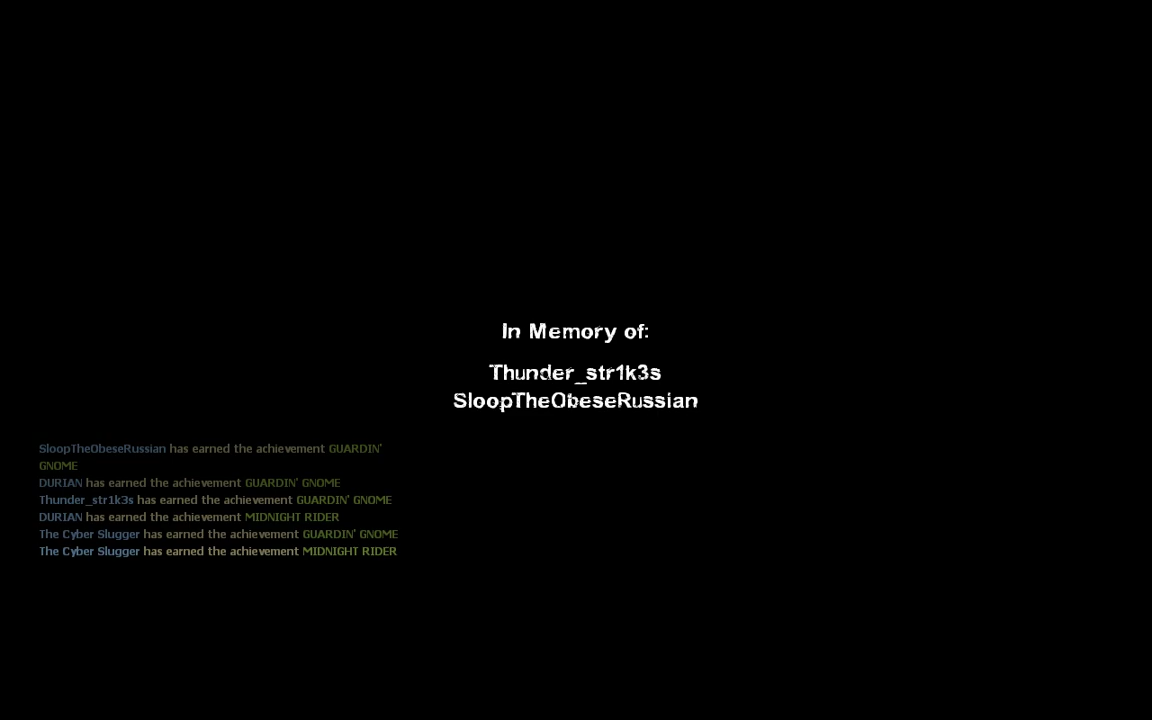 In Memory of:
Thunder_str1k3s
SloopTheObeseRussian
SloopTheObeseRussian has earned the achievement GUARDIN'
GNOME
DURIAN has earned the achievement GUARDIN' GNOME
Thunder_str1k3s has earned the achievement GUARDIN' GNOME
DURIAN has earned the achievement MIDNIGHT RIDER
The Cyber Slugger has earned the achievement GUARDIN' GNOME
The Cyber Slugger has earned the achievement MIDNIGHT RIDER